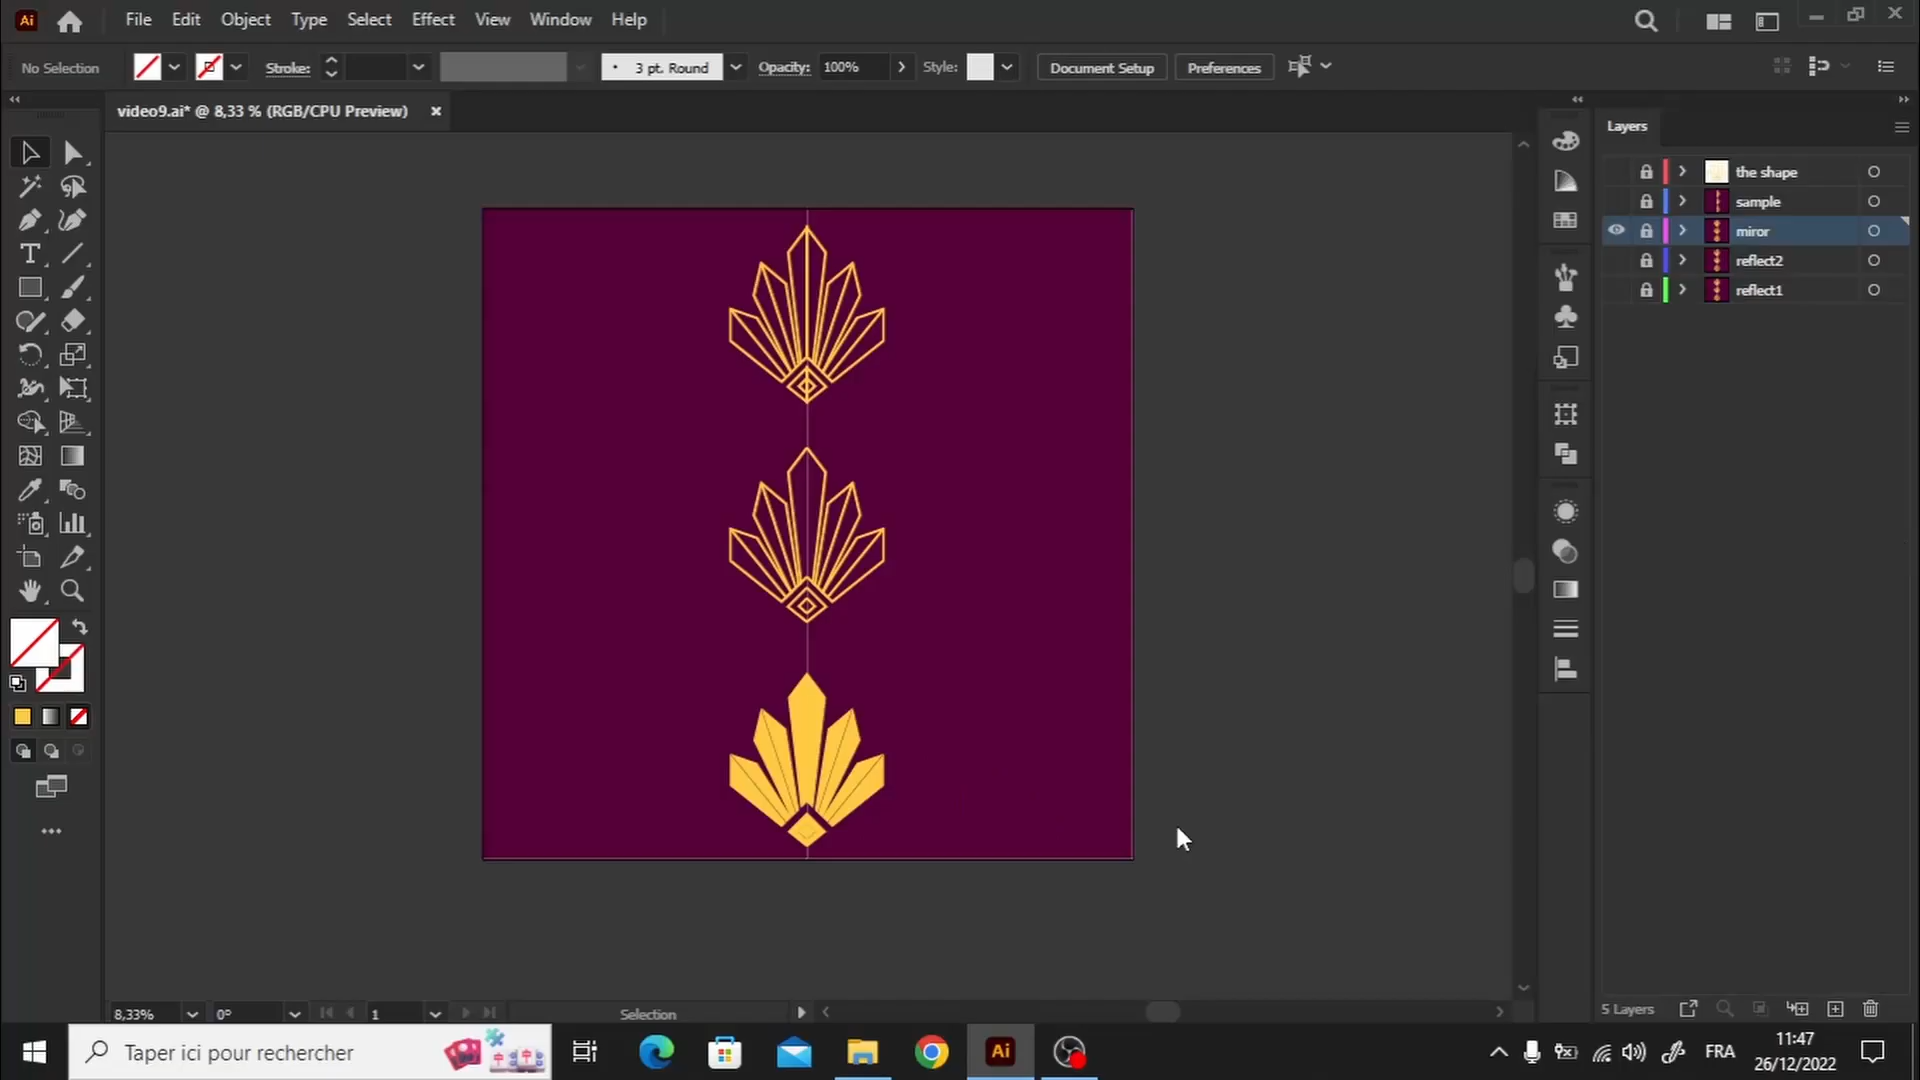 Ai File Edit Object Type Select Effect View Window Help
No Selection Stroke: 3 pt. Round Opacity: 100% Style: Document Setup Preferences
video9.ai* @ 8,33 % (RGB/CPU Preview) ×
Layers
the shape
sample
miror
reflect2
reflect1
8,33% 0° 1 Selection
5 Layers
Taper ici pour rechercher
Ai
FRA
11:47
26/12/2022